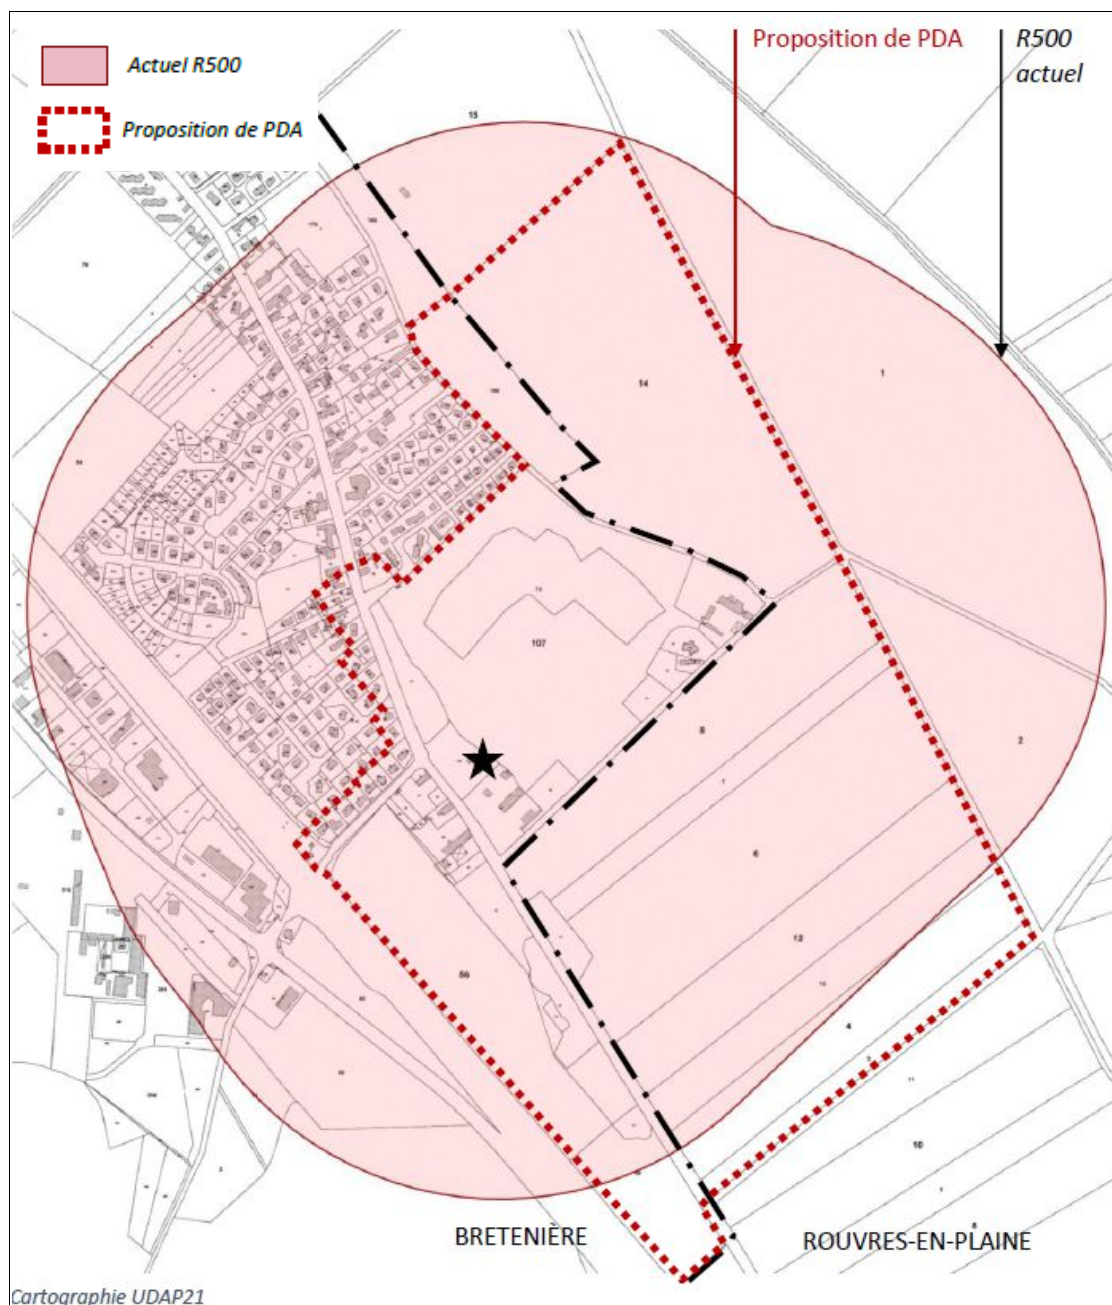 Actuel R500
Proposition de PDA
Proposition de PDA
R500
actuel
15
14
1
107
2
8
6
12
56
4
10
BRETENIÈRE
ROUVRES-EN-PLAINE
Cartographie UDAP21